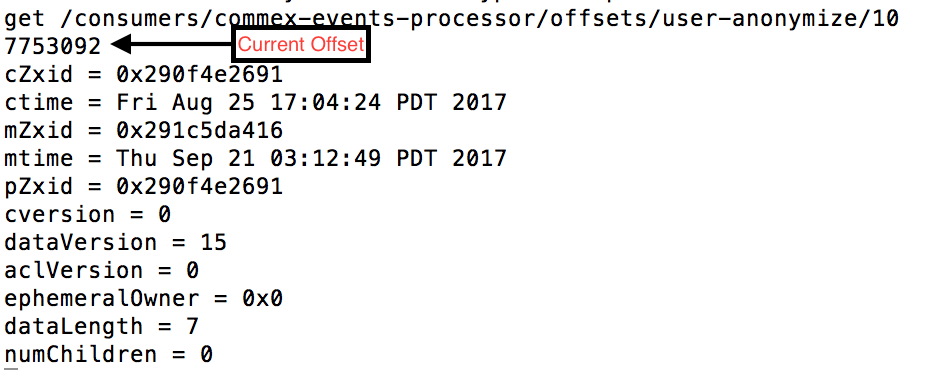 get /consumers/commex-events-processor/offsets/user-anonymize/10
7753092 Current Offset
cZxid = 0x290f4e2691
ctime = Fri Aug 25 17:04:24 PDT 2017
mZxid = 0x291c5da416
mtime = Thu Sep 21 03:12:49 PDT 2017
pZxid = 0x290f4e2691
cversion = 0
dataVersion = 15
aclVersion = 0
ephemeralOwner = 0x0
dataLength = 7
numChildren = 0